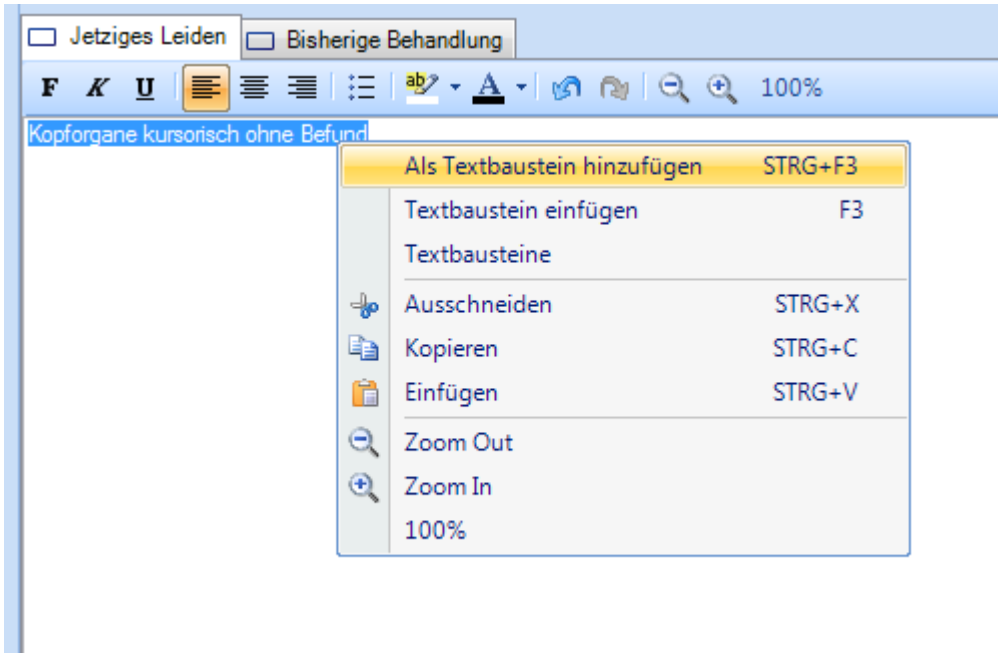 Jetziges Leiden Bisherige Behandlung
F K U ab A 100%
Kopforgane kursorisch ohne Befund
Als Textbaustein hinzufügen STRG+F3
Textbaustein einfügen F3
Textbausteine
Ausschneiden STRG+X
Kopieren STRG+C
Einfügen STRG+V
Zoom Out
Zoom In
100%